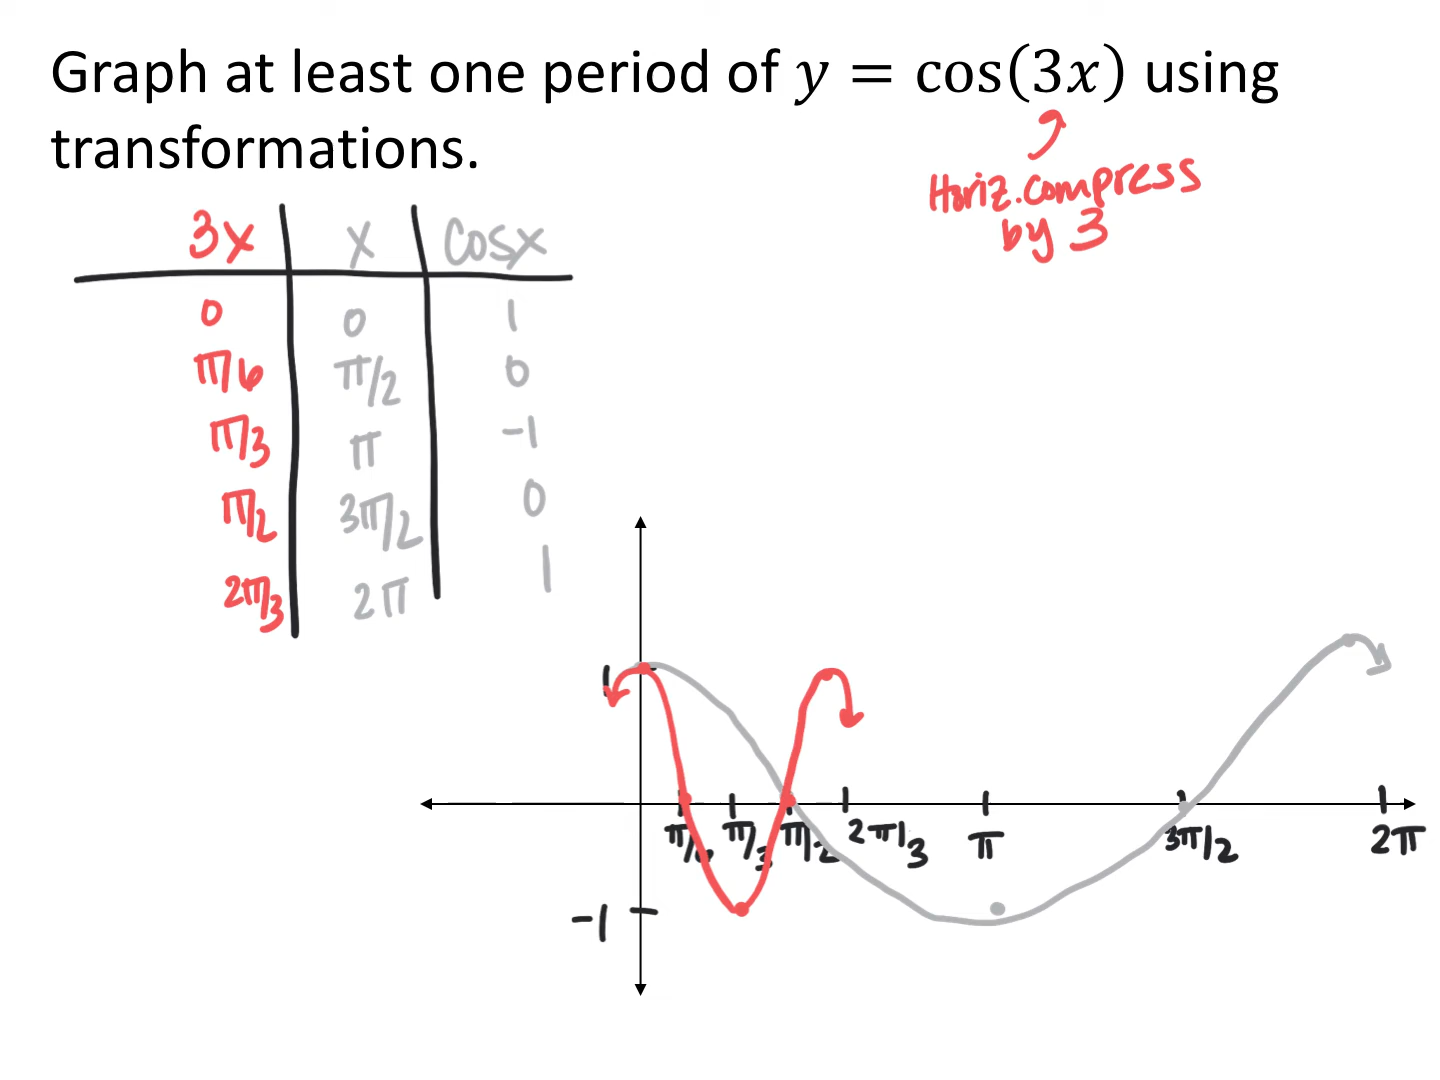 Graph at least one period of y = cos(3x) using
transformations.
Horiz. compress
by 3
3x x cosx
0 0 1
π/6 π/2 0
π/3 π -1
π/2 3π/2 0
2π/3 2π 1
1
π/6 π/3 π/2 2π/3 π 3π/2 2π
-1